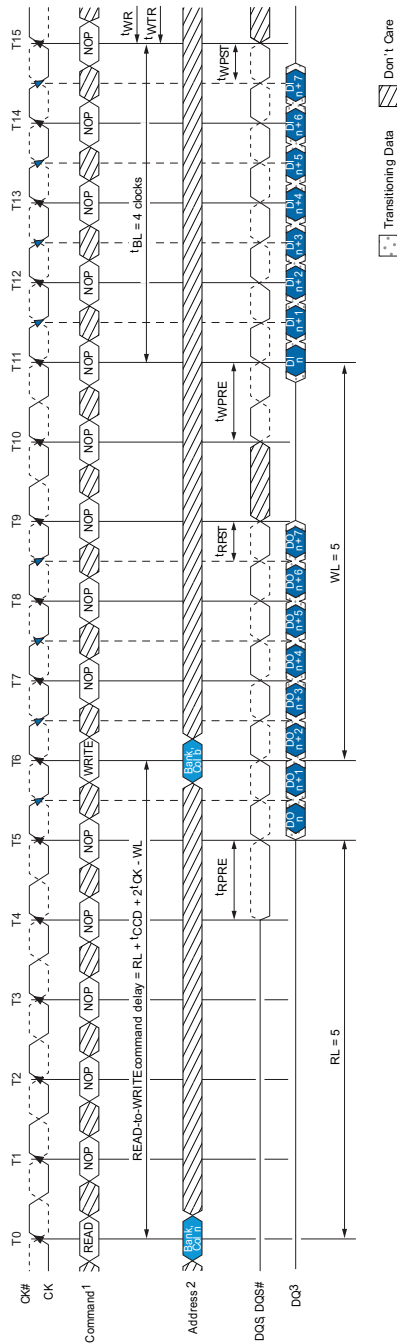 T0 T1 T2 T3 T4 T5 T6 T7 T8 T9 T10 T11 T12 T13 T14 T15
CK#
CK
Command1 READ NOP NOP NOP NOP NOP WRITE NOP NOP NOP NOP NOP NOP NOP NOP NOP
READ-to-WRITE command delay = RL + tCCD + 2tCK - WL
tBL = 4 clocks
tWR
tWTR
Address 2
Bank, Col n
Bank, Col b
tRPRE tRPST tWPRE tWPST
DQS, DQS#
DQ3
DO n DO n+1 DO n+2 DO n+3 DO n+4 DO n+5 DO n+6 DO n+7 DI n DI n+1 DI n+2 DI n+3 DI n+4 DI n+5 DI n+6 DI n+7
RL = 5
WL = 5
Transitioning Data
Don't Care